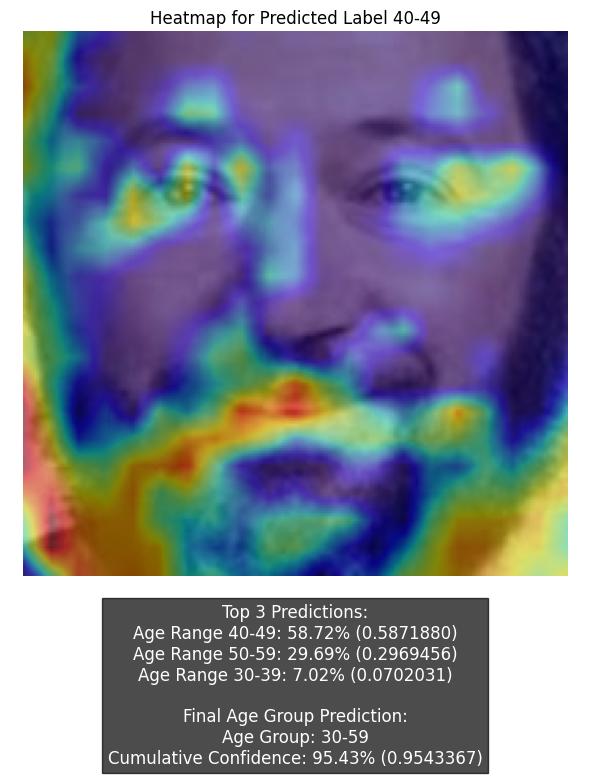 Heatmap for Predicted Label 40-49
Top 3 Predictions:
Age Range 40-49: 58.72% (0.5871880)
Age Range 50-59: 29.69% (0.2969456)
Age Range 30-39: 7.02% (0.0702031)
Final Age Group Prediction:
Age Group: 30-59
Cumulative Confidence: 95.43% (0.9543367)